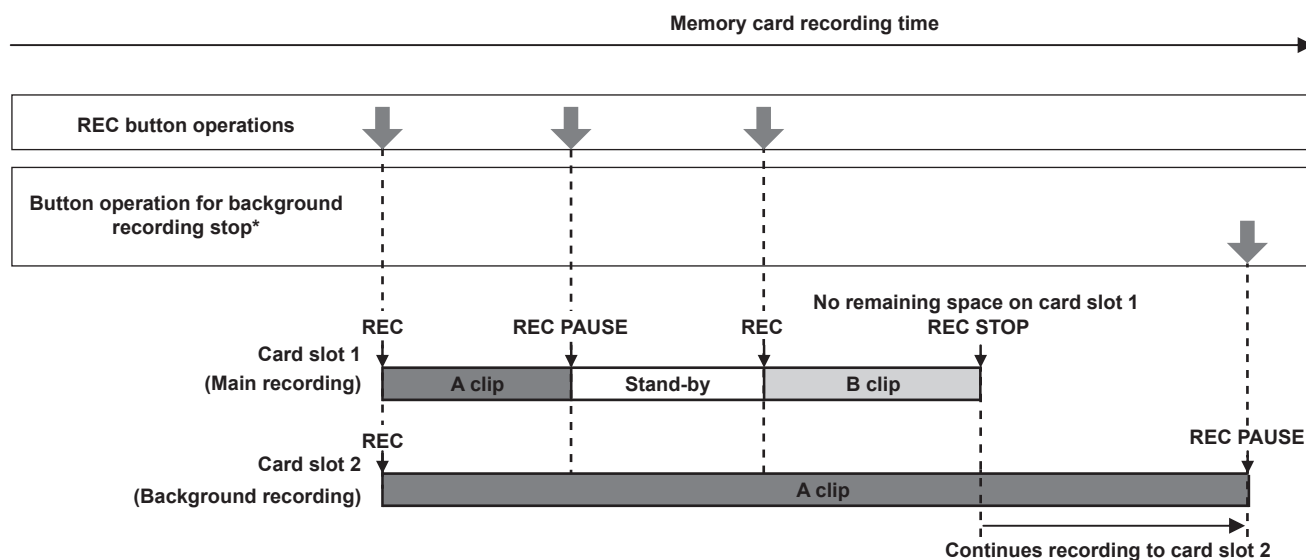 Memory card recording time
REC button operations
Button operation for background
recording stop*
No remaining space on card slot 1
REC
REC PAUSE
REC
REC STOP
Card slot 1
(Main recording)
A clip
Stand-by
B clip
REC
REC PAUSE
Card slot 2
(Background recording)
A clip
Continues recording to card slot 2